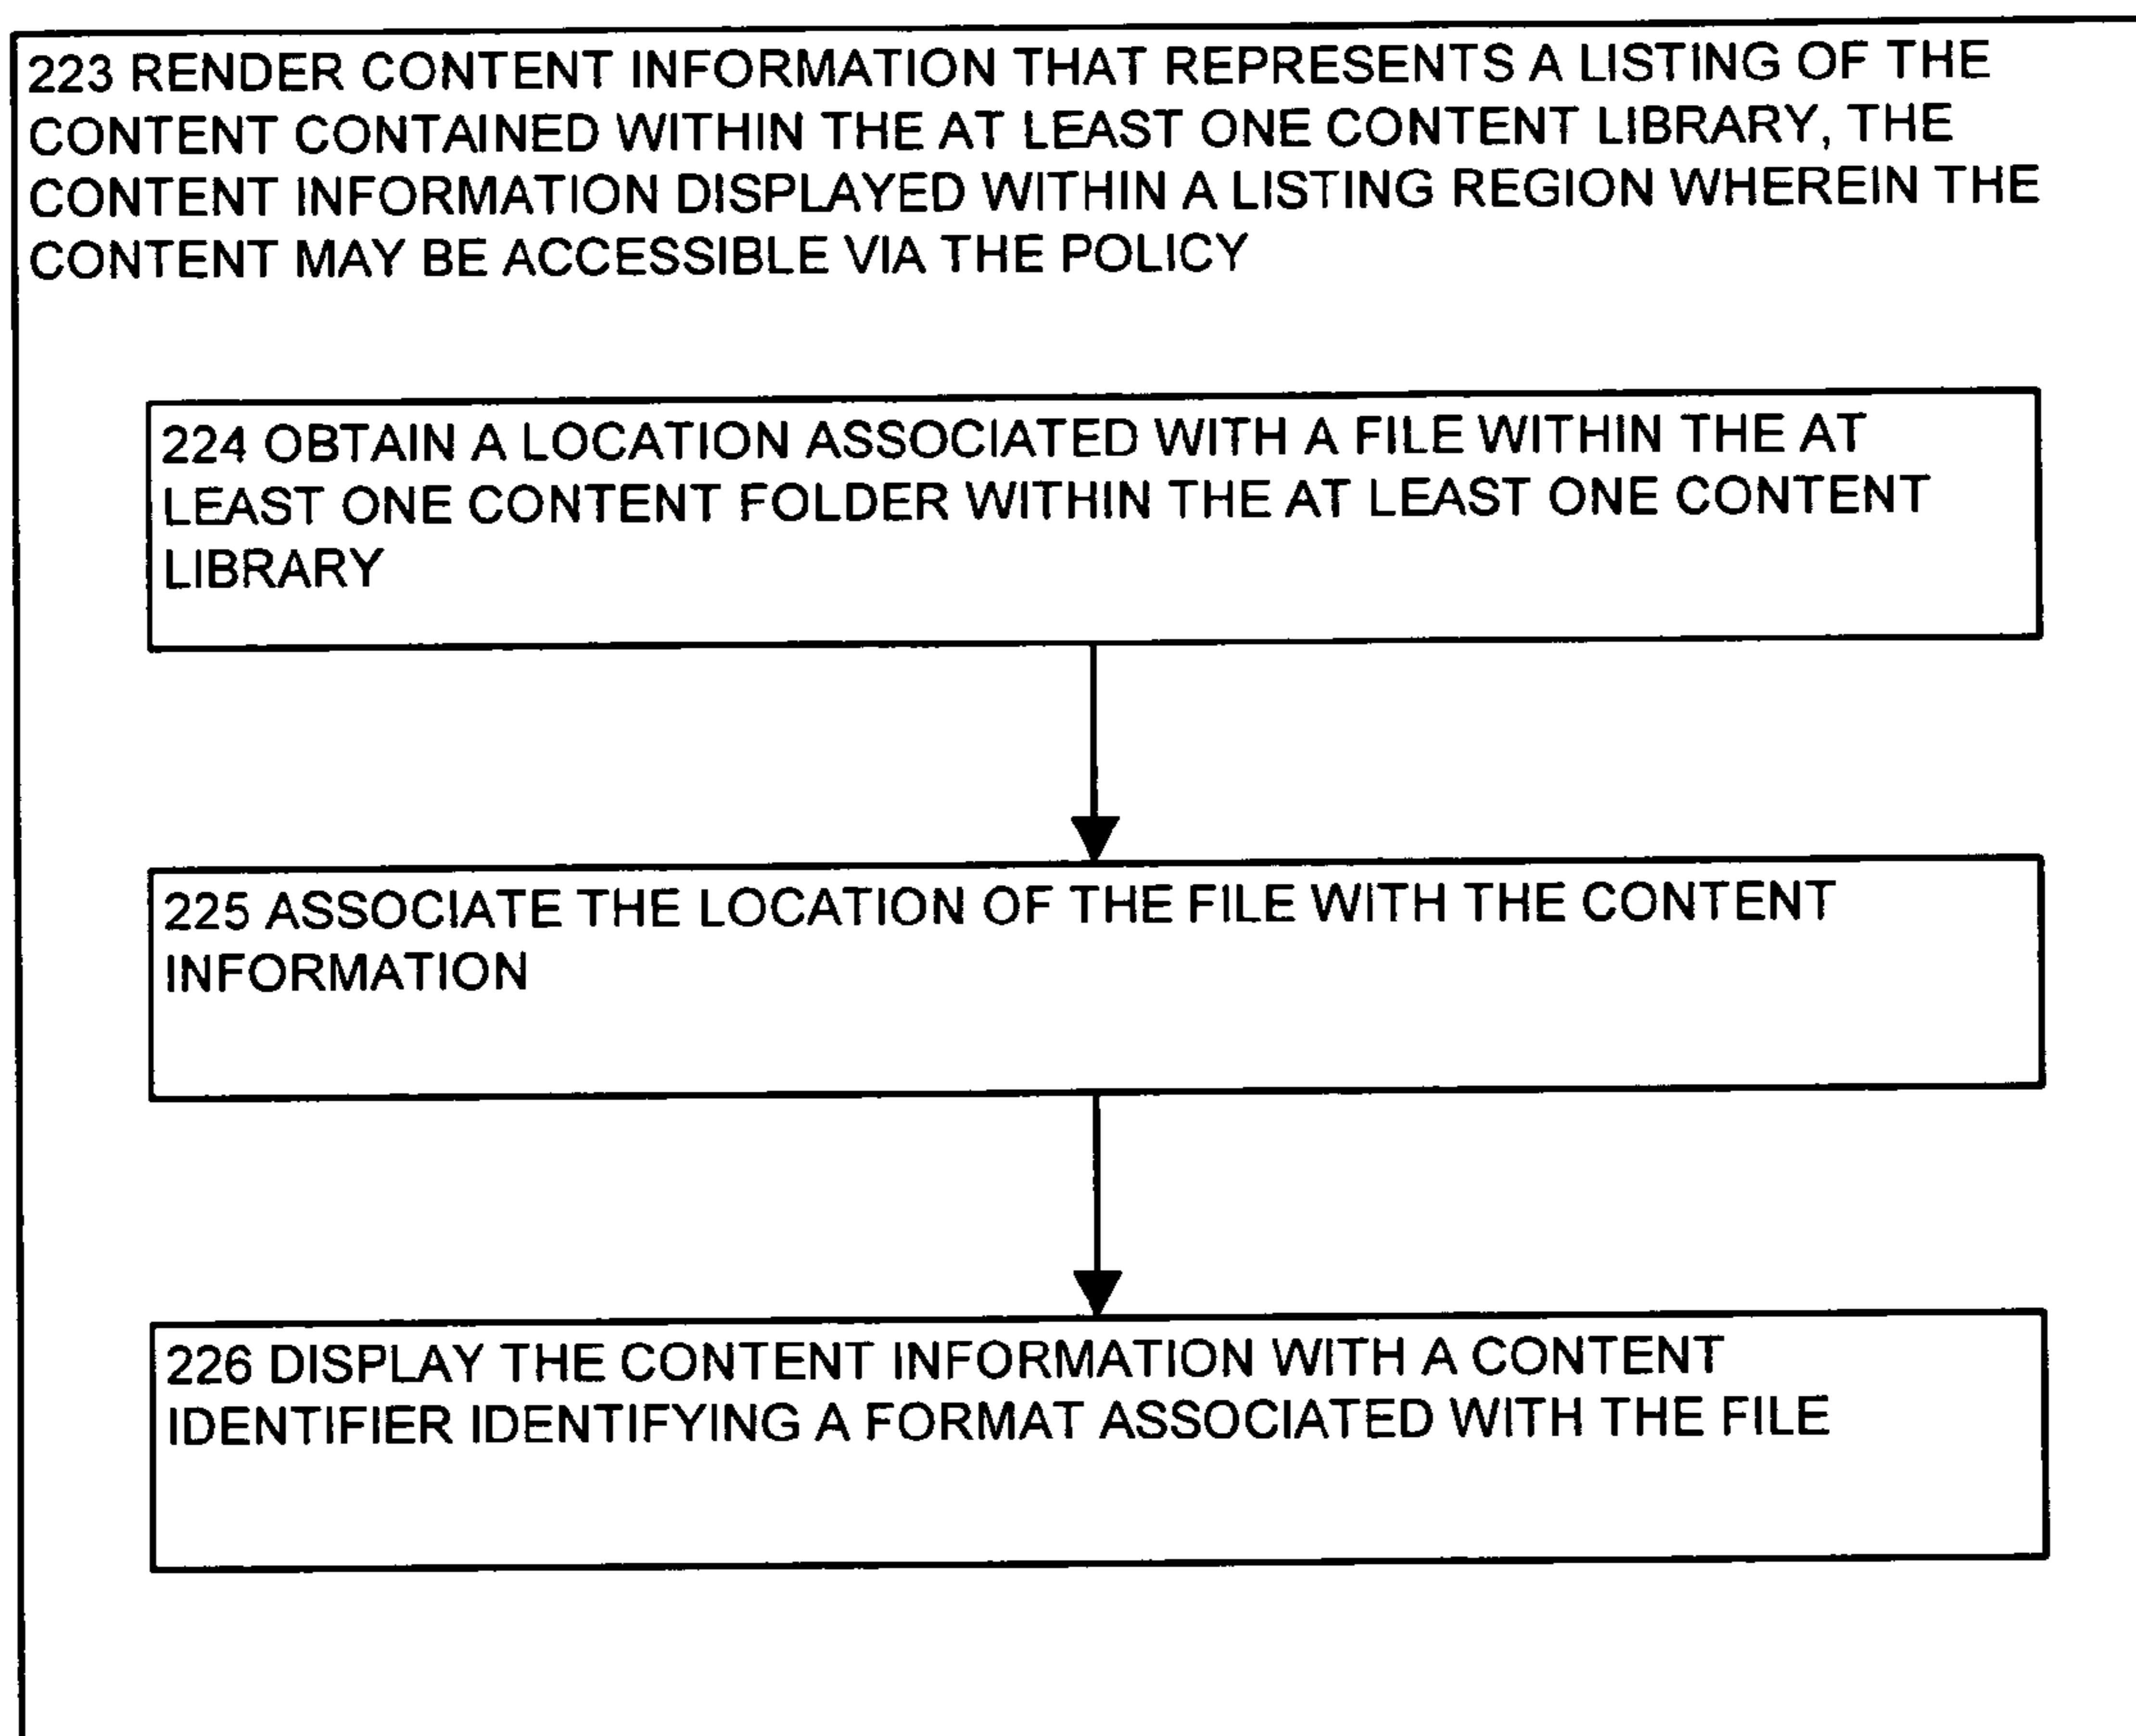 223 RENDER CONTENT INFORMATION THAT REPRESENTS A LISTING OF THE
CONTENT CONTAINED WITHIN THE AT LEAST ONE CONTENT LIBRARY, THE
CONTENT INFORMATION DISPLAYED WITHIN A LISTING REGION WHEREIN THE
CONTENT MAY BE ACCESSIBLE VIA THE POLICY
224 OBTAIN A LOCATION ASSOCIATED WITH A FILE WITHIN THE AT
LEAST ONE CONTENT FOLDER WITHIN THE AT LEAST ONE CONTENT
LIBRARY
225 ASSOCIATE THE LOCATION OF THE FILE WITH THE CONTENT
INFORMATION
226 DISPLAY THE CONTENT INFORMATION WITH A CONTENT
IDENTIFIER IDENTIFYING A FORMAT ASSOCIATED WITH THE FILE